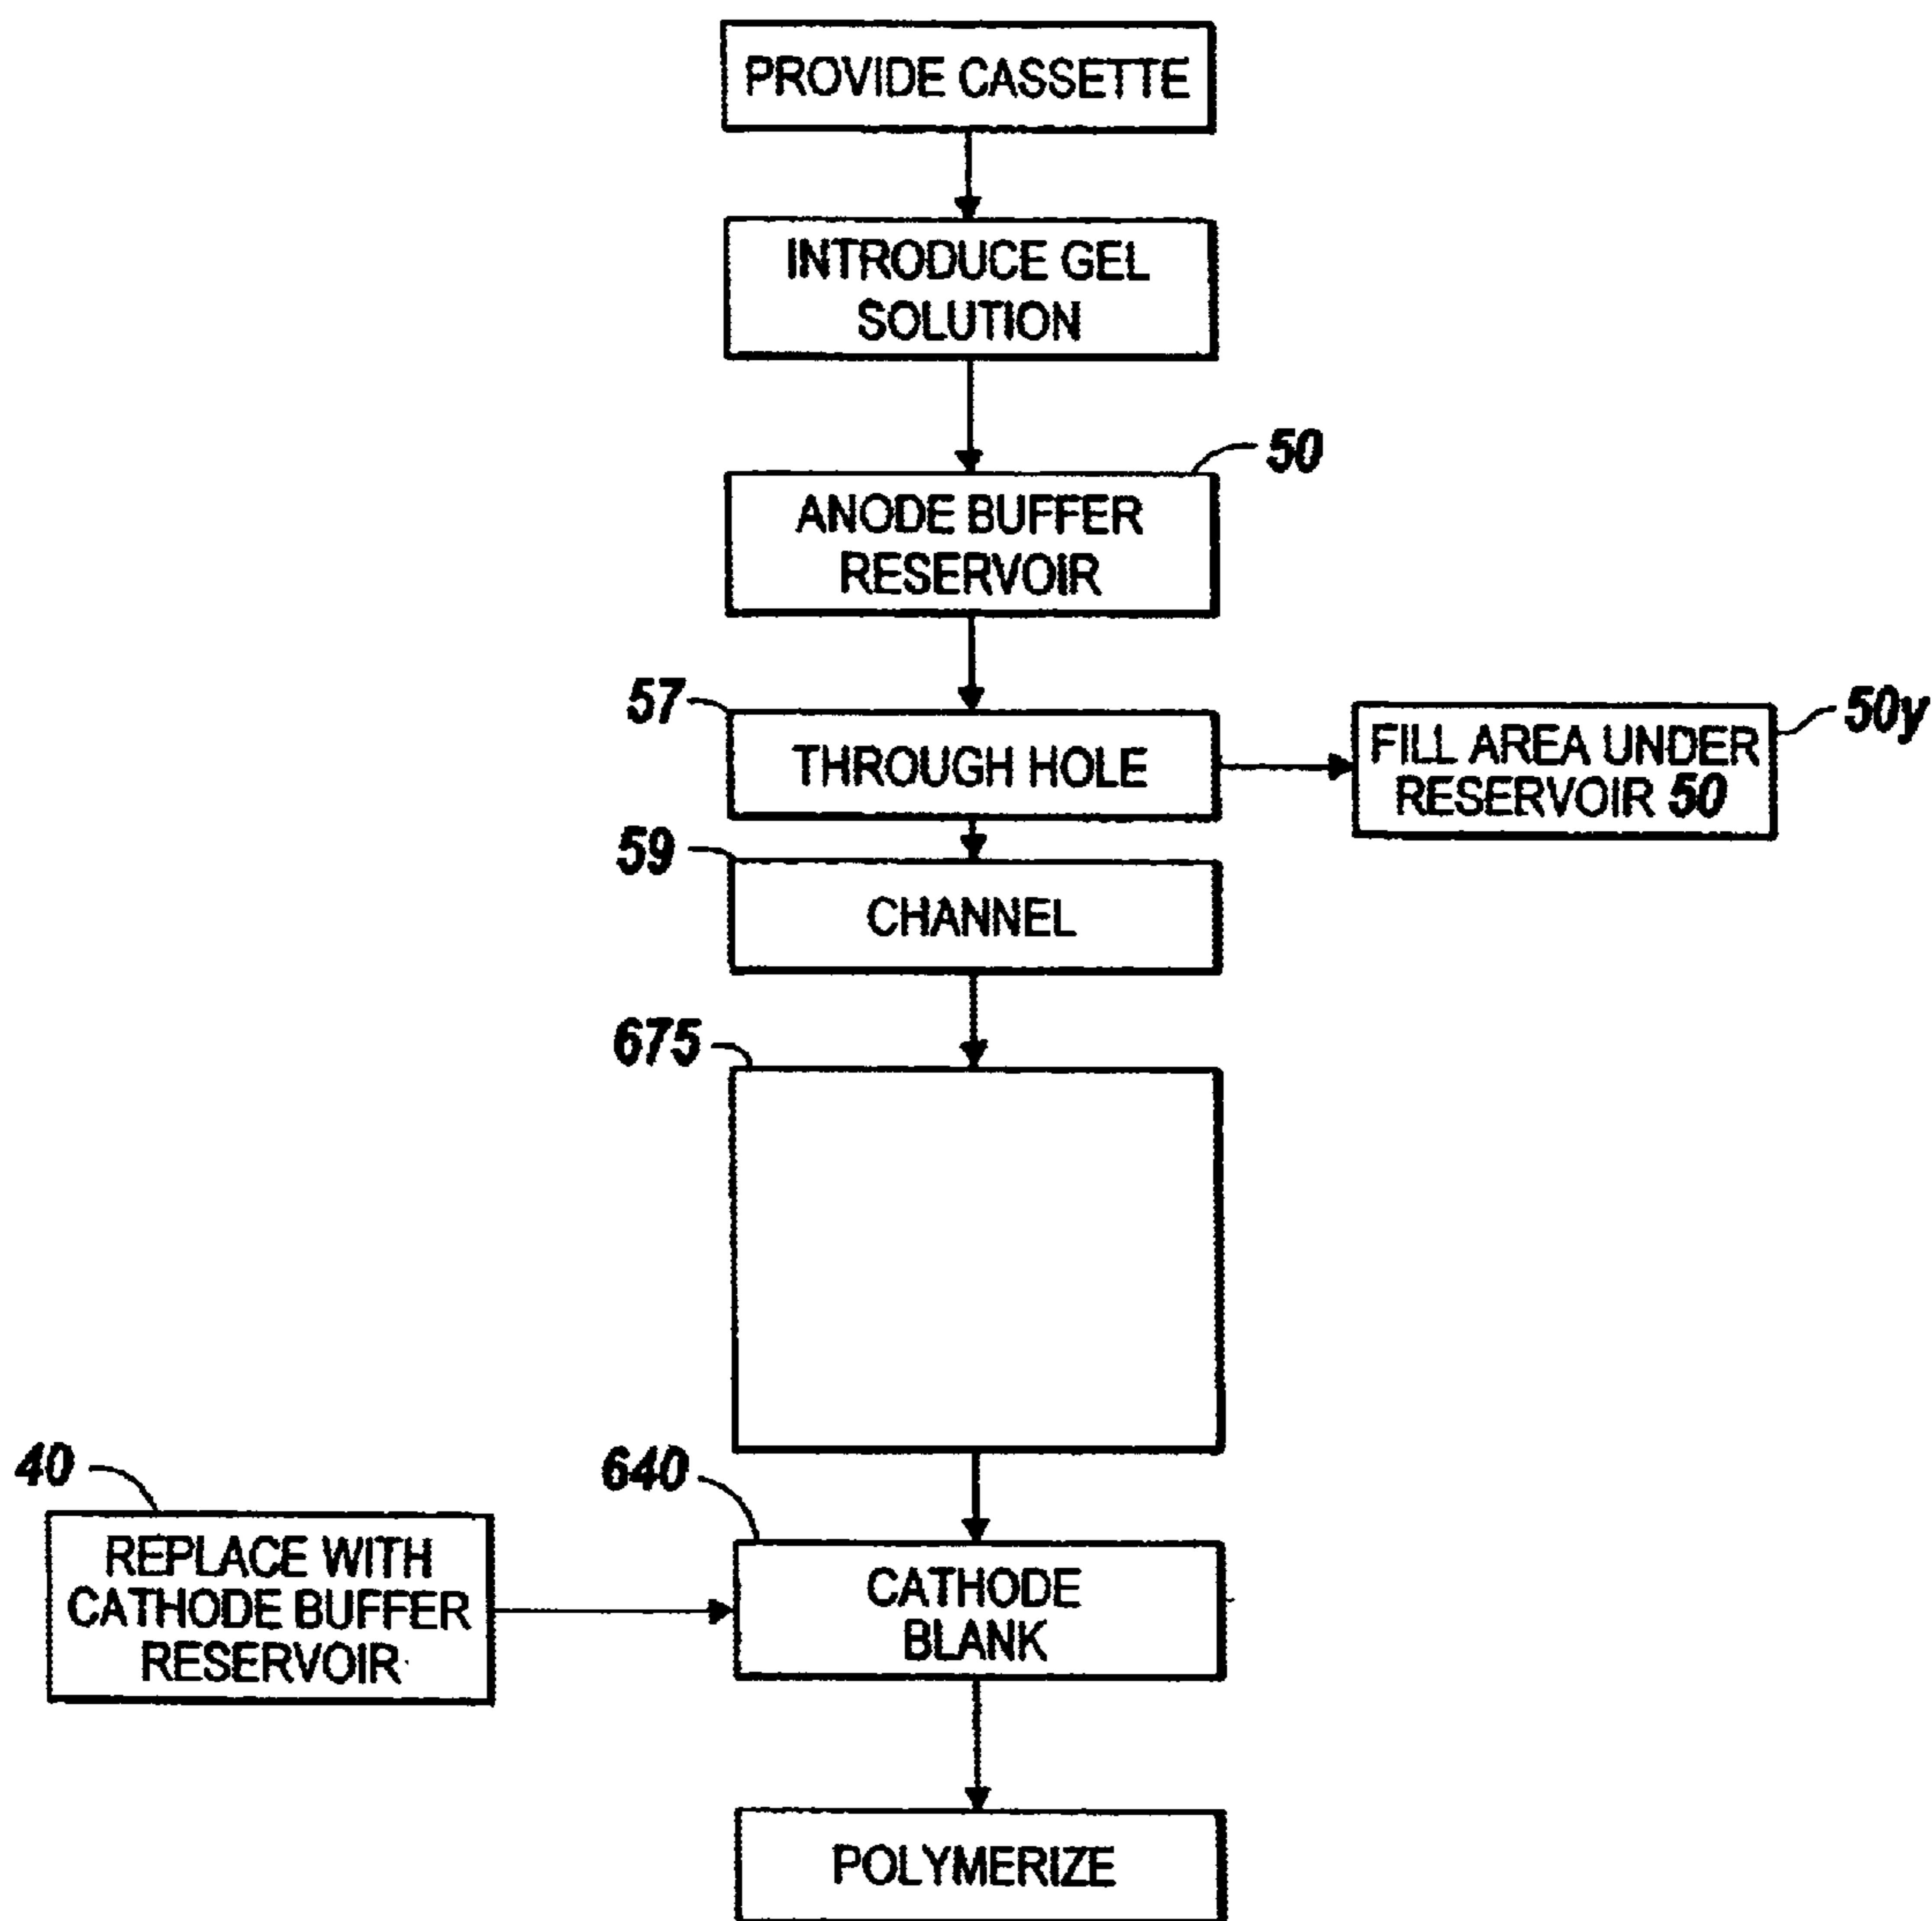 PROVIDE CASSETTE
INTRODUCE GEL
SOLUTION
50
ANODE BUFFER
RESERVOIR
57
THROUGH HOLE
50y
FILL AREA UNDER
RESERVOIR 50
59
CHANNEL
675
40
REPLACE WITH
CATHODE BUFFER
RESERVOIR
640
CATHODE
BLANK
POLYMERIZE